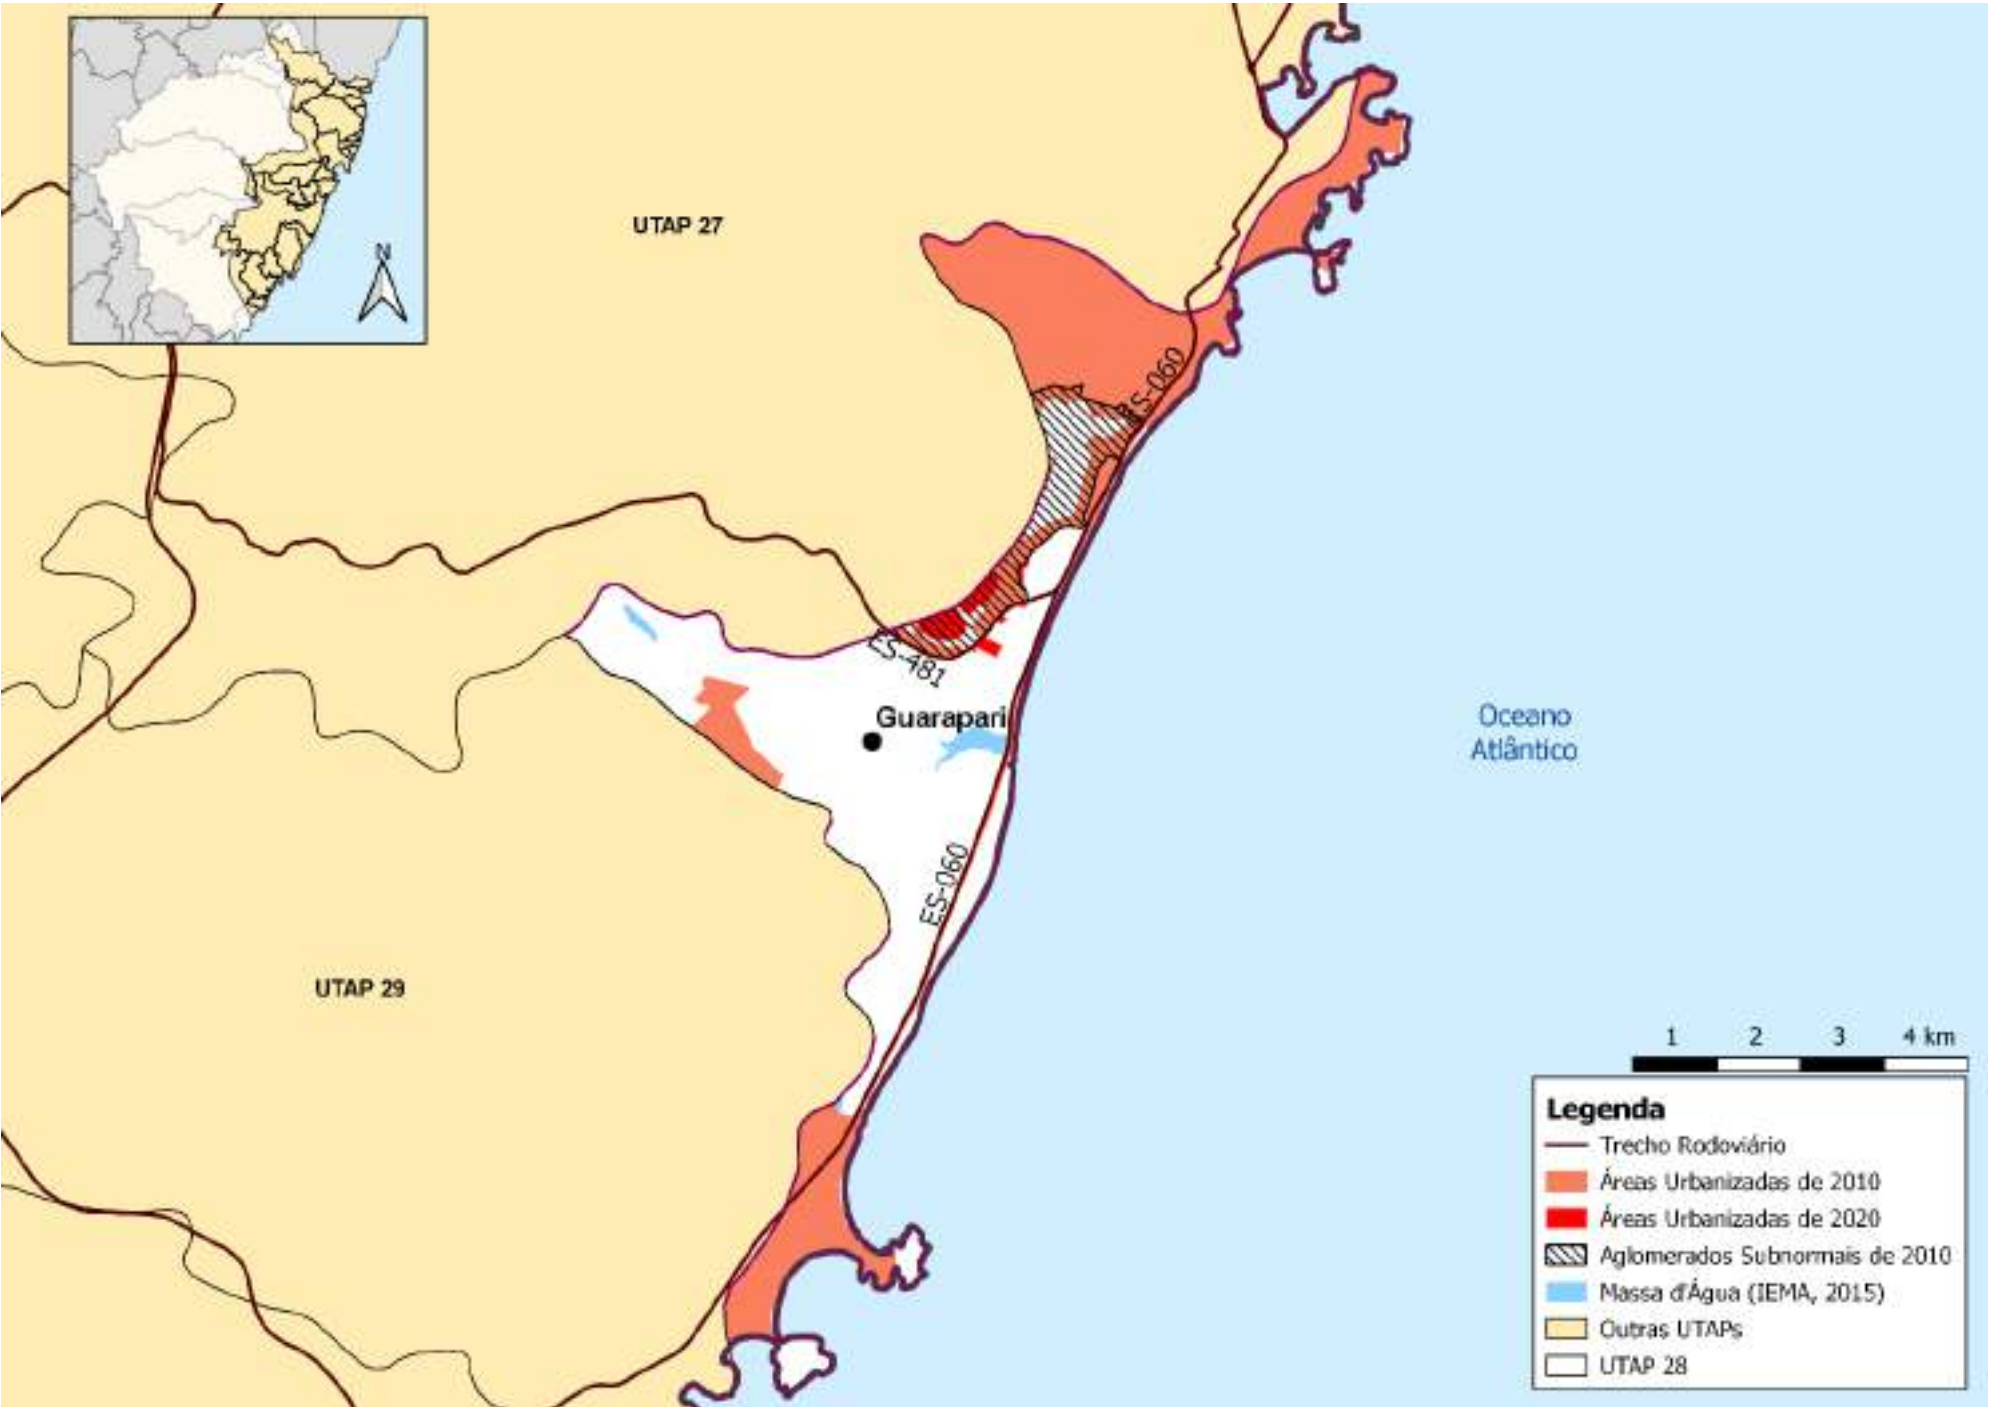 N
UTAP 27
ES-060
ES-481
Guarapari
Oceano
Atlântico
ES-060
UTAP 29
1 2 3 4 km
Legenda
Trecho Rodoviário
Áreas Urbanizadas de 2010
Áreas Urbanizadas de 2020
Aglomerados Subnormais de 2010
Massa d'Água (IEMA, 2015)
Outras UTAPs
UTAP 28